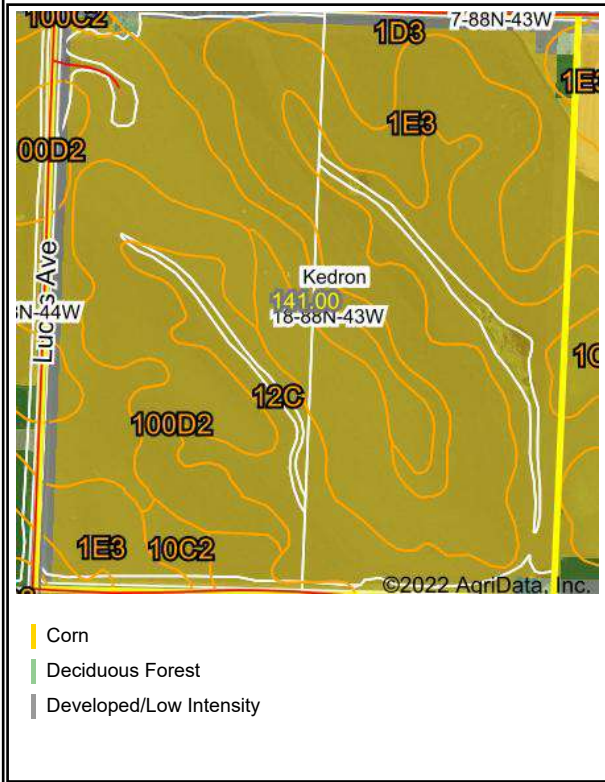 100C2
1D3
7-88N-43W
1E3
1E3
00D2
Lucas Ave
Kedron
141.00
18-88N-43W
N-44W
12C
100D2
1E3
10C2
©2022 AgriData, Inc.
Corn
Deciduous Forest
Developed/Low Intensity